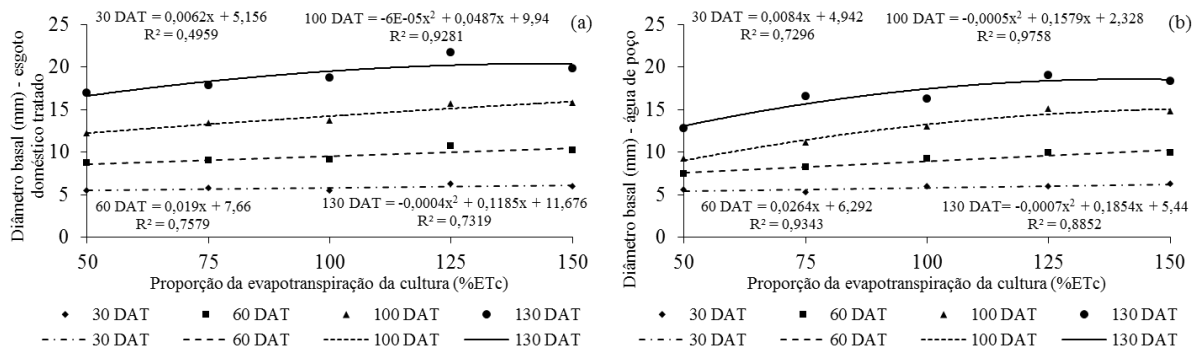 30 DAT = 0,0062x + 5,156
R² = 0,4959
100 DAT = -6E-05x² + 0,0487x + 9,94
R² = 0,9281
(a)
Diâmetro basal (mm) - esgoto
doméstico tratado
25
20
15
10
5
0
60 DAT = 0,019x + 7,66
R² = 0,7579
130 DAT= -0,0004x² + 0,1185x + 11,676
R² = 0,7319
50 75 100 125 150
Proporção da evapotranspiração da cultura (%ETc)
30 DAT 60 DAT 100 DAT 130 DAT
30 DAT 60 DAT 100 DAT 130 DAT
30 DAT = 0,0084x + 4,942
R² = 0,7296
100 DAT = -0,0005x² + 0,1579x + 2,328
R² = 0,9758
(b)
Diâmetro basal (mm) - água de poço
25
20
15
10
5
0
60 DAT = 0,0264x + 6,292
R² = 0,9343
130 DAT= -0,0007x² + 0,1854x + 5,44
R² = 0,8852
50 75 100 125 150
Proporção da evapotranspiração da cultura (%ETc)
30 DAT 60 DAT 100 DAT 130 DAT
30 DAT 60 DAT 100 DAT 130 DAT